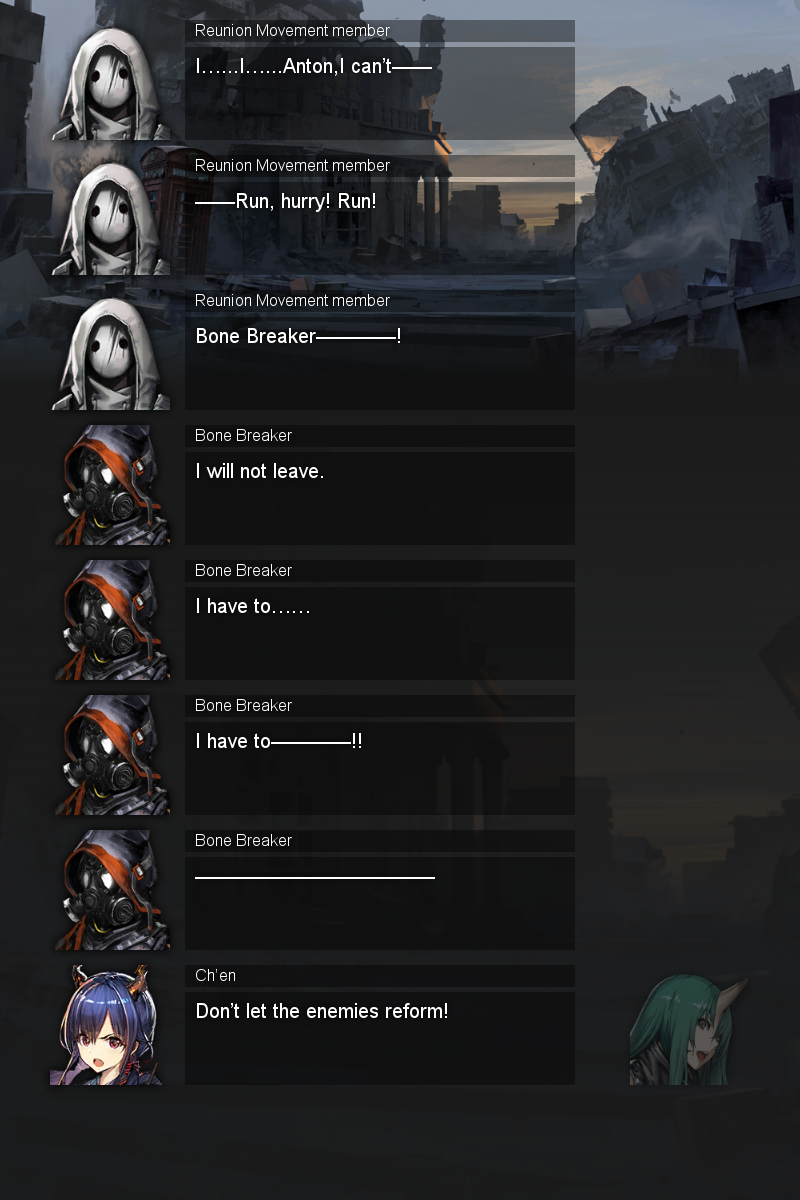 Reunion Movement member
I……I……Anton,I can't——
Reunion Movement member
——Run, hurry! Run!
Reunion Movement member
Bone Breaker————!
Bone Breaker
I will not leave.
Bone Breaker
I have to……
Bone Breaker
I have to————!!
Bone Breaker
————————————
Ch'en
Don't let the enemies reform!